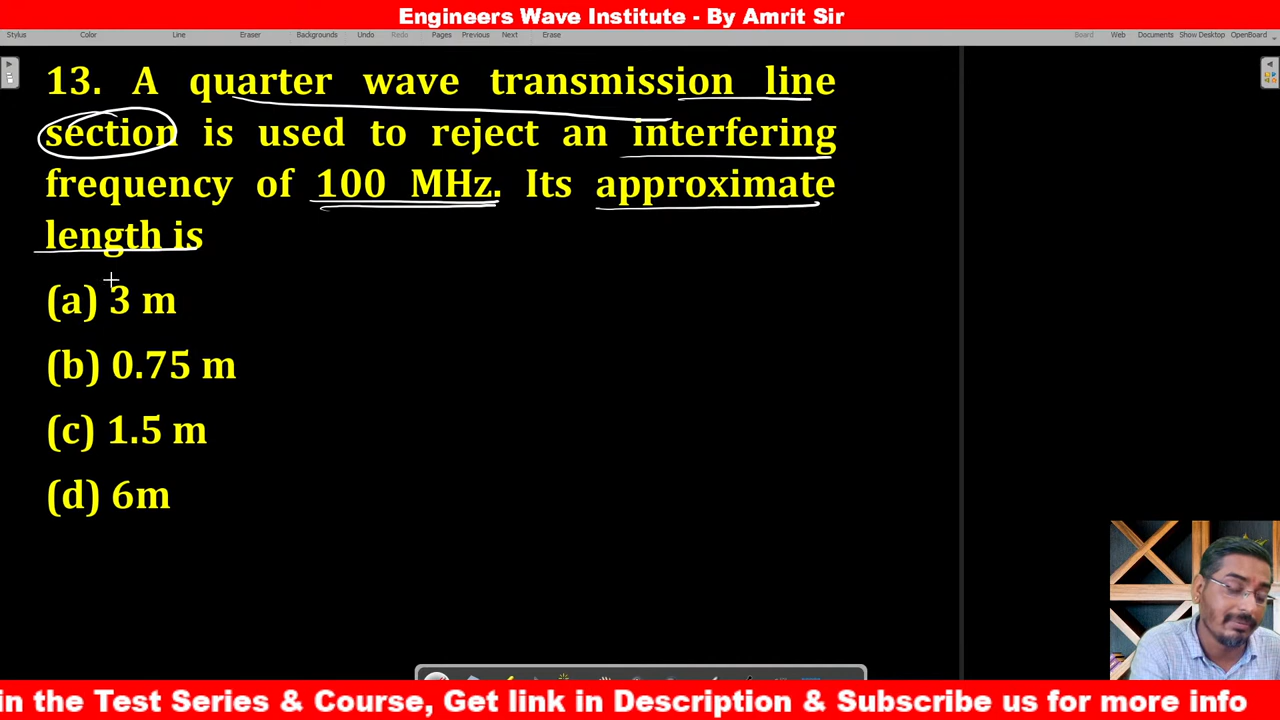 Engineers Wave Institute - By Amrit Sir
Stylus Color Line Eraser Backgrounds Undo Redo Pages Previous Next Erase Board Web Documents Show Desktop OpenBoard
13. A quarter wave transmission line
section is used to reject an interfering
frequency of 100 MHz. Its approximate
length is
(a) 3 m
(b) 0.75 m
(c) 1.5 m
(d) 6m
in the Test Series & Course, Get link in Description & Subscribe us for more info